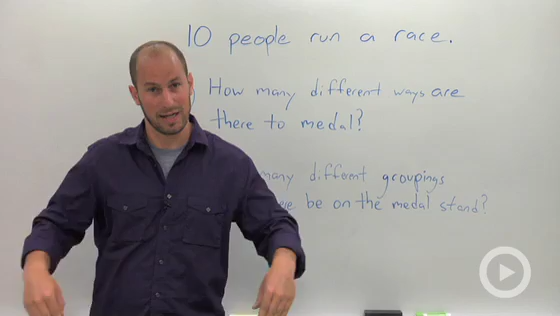 10 people run a race.
How many different ways are
there to medal?
many different groupings
be on the medal stand?